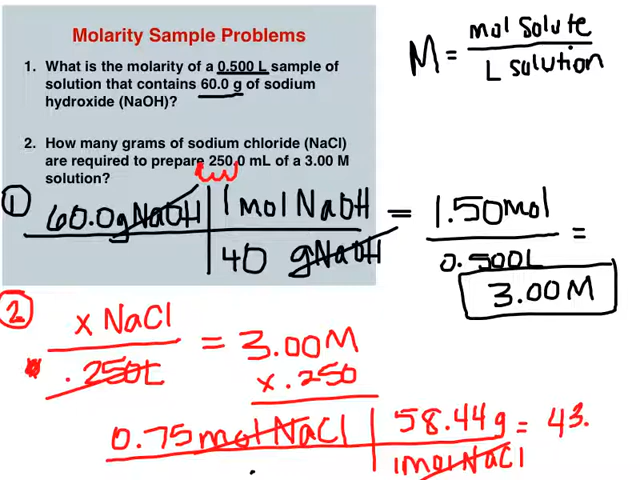 Molarity Sample Problems
1. What is the molarity of a 0.500 L sample of
solution that contains 60.0 g of sodium
hydroxide (NaOH)?
2. How many grams of sodium chloride (NaCl)
are required to prepare 250.0 mL of a 3.00 M
solution?
M = mol solute
L solution
1 60.0g NaOH | 1 mol NaOH = 1.50 mol =
40 g NaOH 0.500L
3.00 M
2 x NaCl = 3.00 M
.250L x .250
0.75 mol NaCl | 58.44g = 43.
1 mol NaCl